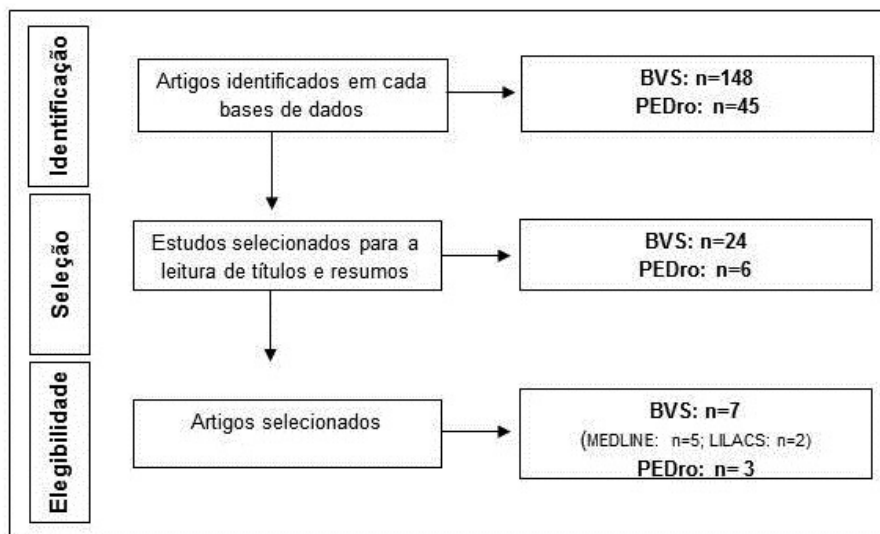 Identificação
Artigos identificados em cada
bases de dados
BVS: n=148
PEDro: n=45
Seleção
Estudos selecionados para a
leitura de títulos e resumos
BVS: n=24
PEDro: n=6
Elegibilidade
Artigos selecionados
BVS: n=7
(MEDLINE: n=5; LILACS: n=2)
PEDro: n= 3